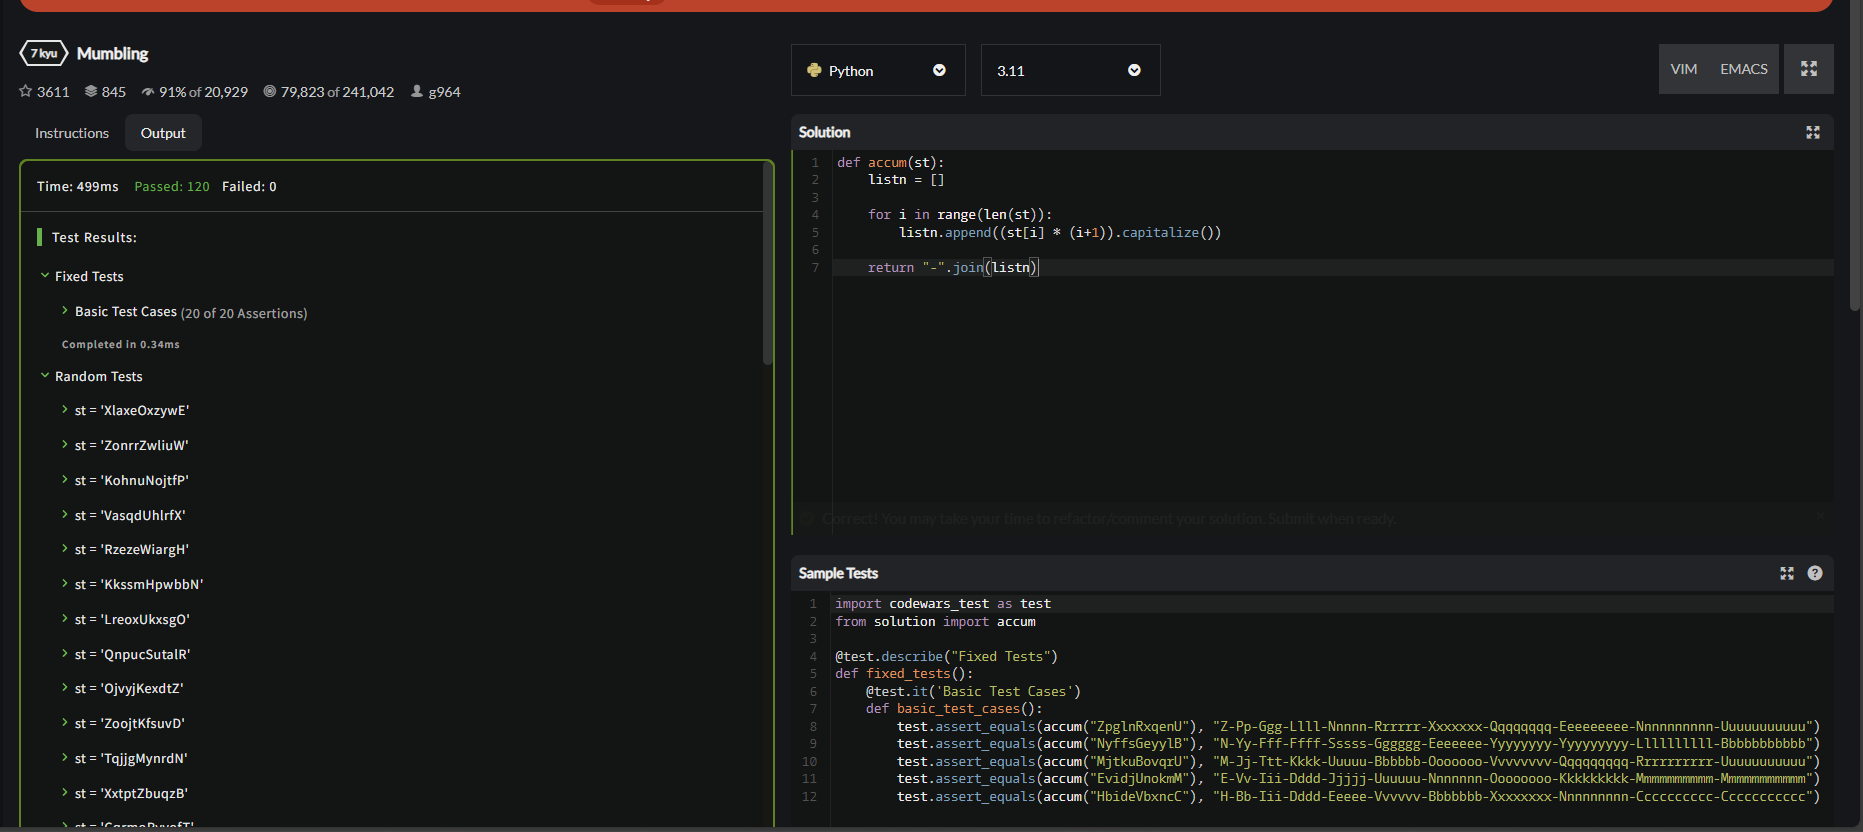 7 kyu Mumbling
3611 845 91% of 20,929 79,823 of 241,042 g964
Instructions Output
Time: 499ms Passed: 120 Failed: 0
Test Results:
Fixed Tests
Basic Test Cases (20 of 20 Assertions)
Completed in 0.34ms
Random Tests
st = 'XlaxeOxzywE'
st = 'ZonrrZwliuW'
st = 'KohnuNojtfP'
st = 'VasqdUhlrfX'
st = 'RzezeWiargH'
st = 'KkssmHpwbbN'
st = 'LreoxUkxsgO'
st = 'QnpucSutalR'
st = 'OjvyjKexdtZ'
st = 'ZoojtKfsuvD'
st = 'TqjjgMynrdN'
st = 'XxtptZbuqzB'
Python 3.11 VIM EMACS
Solution
1 def accum(st):
2 listn = []
3
4 for i in range(len(st)):
5 listn.append((st[i] * (i+1)).capitalize())
6
7 return "-".join(listn)
Correct! You may take your time to refactor/comment your solution. Submit when ready.
Sample Tests
1 import codewars_test as test
2 from solution import accum
3
4 @test.describe("Fixed Tests")
5 def fixed_tests():
6 @test.it('Basic Test Cases')
7 def basic_test_cases():
8 test.assert_equals(accum("ZpglnRxqenU"), "Z-Pp-Ggg-Llll-Nnnnn-Rrrrrr-Xxxxxxx-Qqqqqqqq-Eeeeeeeee-Nnnnnnnnnn-Uuuuuuuuuuu")
9 test.assert_equals(accum("NyffsGeyylB"), "N-Yy-Fff-Ffff-Sssss-Gggggg-Eeeeeee-Yyyyyyyy-Yyyyyyyyy-Llllllllll-Bbbbbbbbbbb")
10 test.assert_equals(accum("MjtkuBovqrU"), "M-Jj-Ttt-Kkkk-Uuuuu-Bbbbbb-Ooooooo-Vvvvvvvv-Qqqqqqqqq-Rrrrrrrrrr-Uuuuuuuuuuu")
11 test.assert_equals(accum("EvidjUnokmM"), "E-Vv-Iii-Dddd-Jjjjj-Uuuuuu-Nnnnnnn-Oooooooo-Kkkkkkkkk-Mmmmmmmmmm-Mmmmmmmmmmm")
12 test.assert_equals(accum("HbideVbxncC"), "H-Bb-Iii-Dddd-Eeeee-Vvvvvv-Bbbbbbb-Xxxxxxxx-Nnnnnnnnn-Cccccccccc-Ccccccccccc")